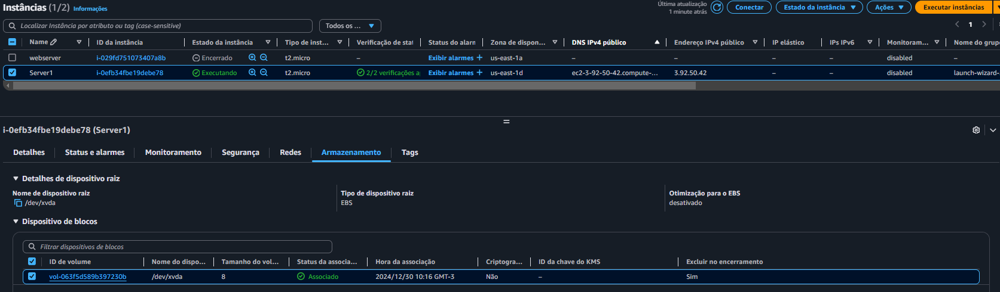 Instâncias (1/2) Informações
Última atualização
1 minute atrás
Conectar
Estado da instância
Ações
Executar instâncias
Localizar Instância por atributo ou tag (case-sensitive)
Todos os ...
1
Name ID da instância Estado da instância Tipo de inst... Verificação de stat Status do alarn Zona de dispon... DNS IPv4 público Endereço IPv4 público IP elástico IPs IPv6 Monitoram... Nome do grupo
webserver i-029fd751073407a8b Encerrado t2.micro – Exibir alarmes + us-east-1a – – – – disabled –
Server1 i-0efb34fbe19debe78 Executando t2.micro 2/2 verificações a Exibir alarmes + us-east-1d ec2-3-92-50-42.compute-... 3.92.50.42 – – disabled launch-wizard-
i-0efb34fbe19debe78 (Server1)
Detalhes Status e alarmes Monitoramento Segurança Redes Armazenamento Tags
Detalhes de dispositivo raiz
Nome de dispositivo raiz Tipo de dispositivo raiz Otimização para o EBS
/dev/xvda EBS desativado
Dispositivo de blocos
Filtrar dispositivos de blocos
ID de volume Nome do dispo... Tamanho do vol... Status da associa... Hora da associação Criptogra... ID da chave do KMS Excluir no encerramento
vol-063f5d589b397230b /dev/xvda 8 Associado 2024/12/30 10:16 GMT-3 Não – Sim